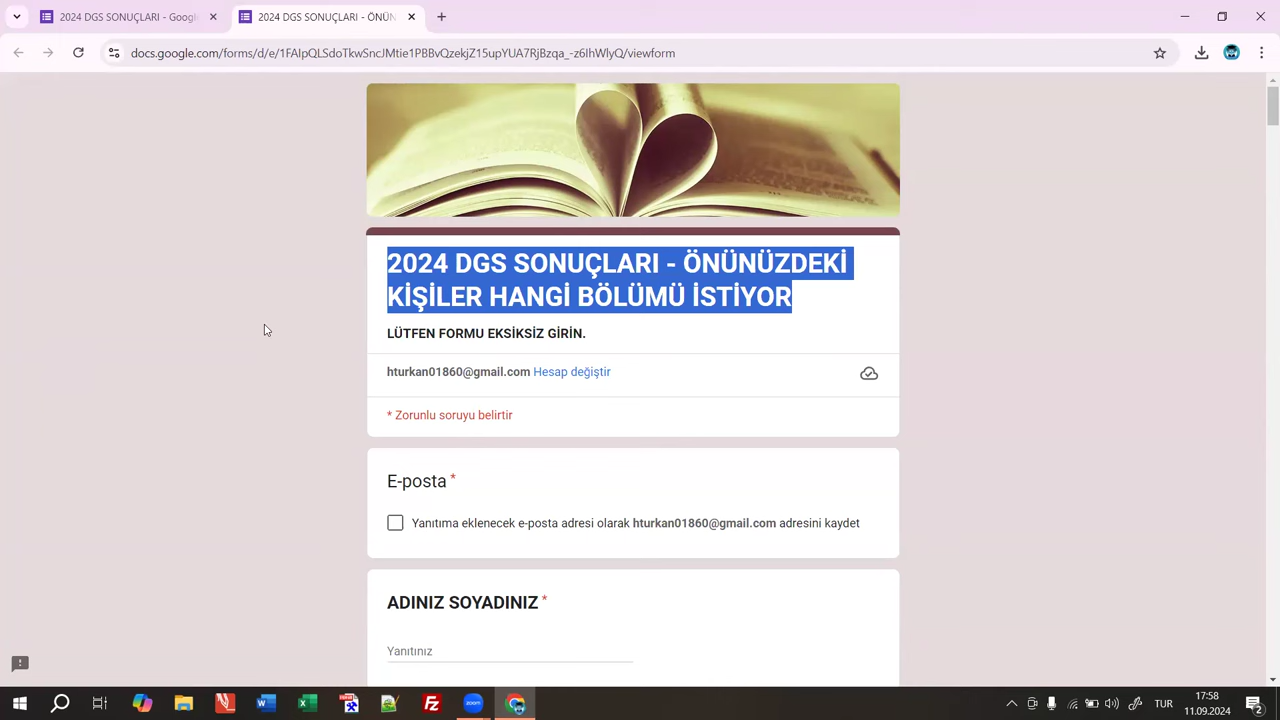 2024 DGS SONUÇLARI - Googl
2024 DGS SONUÇLARI - ÖNÜN
docs.google.com/forms/d/e/1FAIpQLSdoTkwSncJMtie1PBBvQzekjZ15upYUA7RjBzqa_-z6IhWlyQ/viewform
2024 DGS SONUÇLARI - ÖNÜNÜZDEKİ
KİŞİLER HANGİ BÖLÜMÜ İSTİYOR
LÜTFEN FORMU EKSİKSİZ GİRİN.
hturkan01860@gmail.com Hesap değiştir
* Zorunlu soruyu belirtir
E-posta *
Yanıtıma eklenecek e-posta adresi olarak hturkan01860@gmail.com adresini kaydet
ADINIZ SOYADINIZ *
Yanıtınız
zoom
TUR
17:58
11.09.2024
2